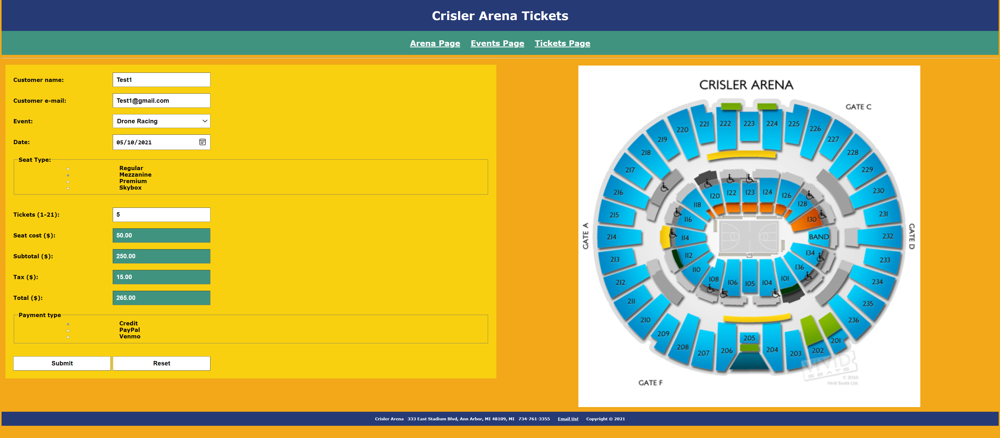 Crisler Arena Tickets
Arena Page Events Page Tickets Page
Customer name: Test1
Customer e-mail: Test1@gmail.com
Event: Drone Racing
Date: 05/10/2021
Seat Type:
Regular
Mezzanine
Premium
Skybox
Tickets (1-21): 5
Seat cost ($): 50.00
Subtotal ($): 250.00
Tax ($): 15.00
Total ($): 265.00
Payment type
Credit
PayPal
Venmo
Submit Reset
CRISLER ARENA
GATE C
221 222 223 224 225
220 226
219 227
218 228
217 229
216 230
215 231
214 232
213 233
212 234
211 235
210 236
209 201
208 202
207 206 205 204 203
120 122 123 124 126
118 128
116 130
114 BAND
112 134
110 136
108 106 105 104 101
GATE A
GATE D
GATE F
VIVID
SEATS
© 2010
Vivid Seats Ltd.
Crisler Arena 333 East Stadium Blvd, Ann Arbor, MI 48109, MI 734-761-3355 Email Us! Copyright © 2021